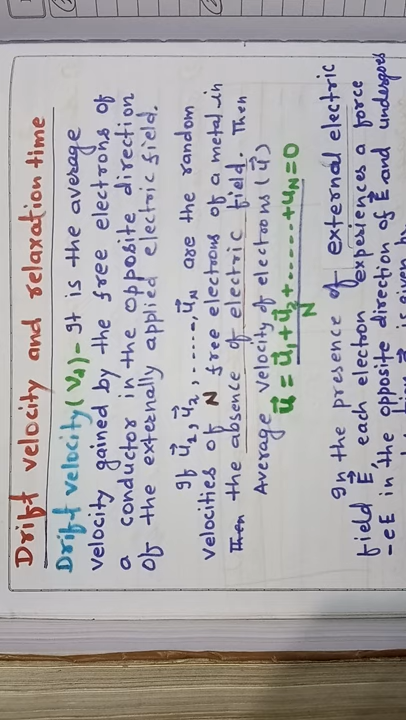 Drift velocity and relaxation time
Drift velocity (Vd) - It is the average
velocity gained by the free electrons of
a conductor in the opposite direction
of the externally applied electric field.
If u⃗1, u⃗2, ....., u⃗N are the random
velocities of N free electrons of a metal in
the absence of electric field. Then
Average velocity of electrons (u⃗)
u⃗ = (u⃗1 + u⃗2 + ...... + u⃗N)/N = 0
In the presence of external electric
field E⃗, each electron experiences a force
-eE in the opposite direction of E⃗ and undergoes
is given by